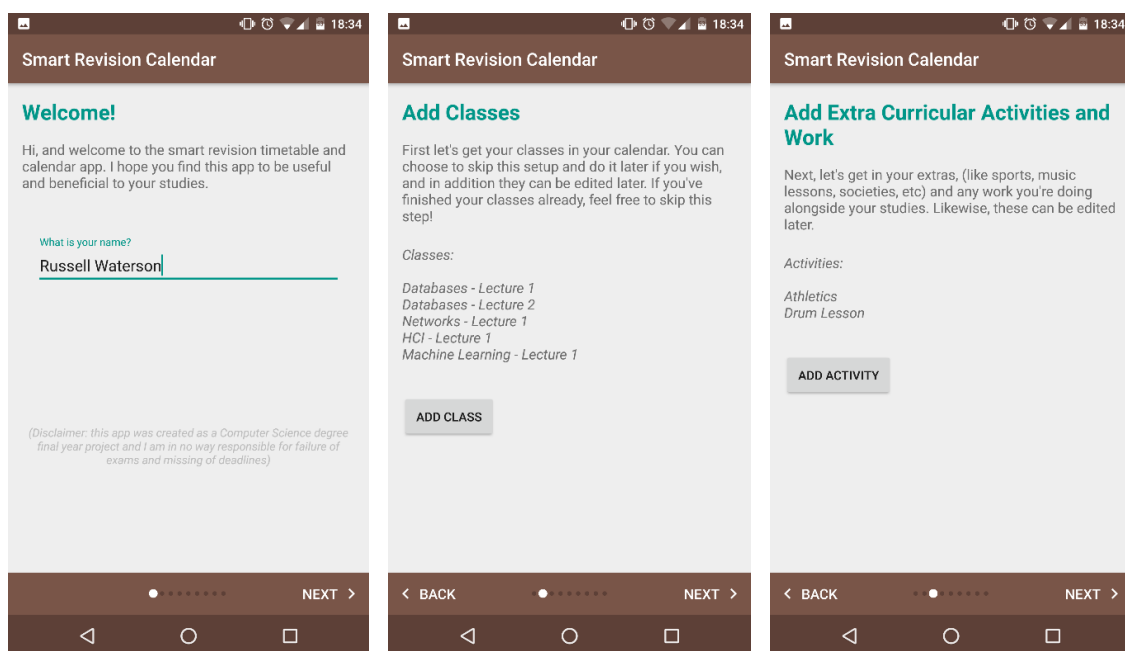 18:34
Smart Revision Calendar
Welcome!
Hi, and welcome to the smart revision timetable and
calendar app. I hope you find this app to be useful
and beneficial to your studies.
What is your name?
Russell Waterson
(Disclaimer: this app was created as a Computer Science degree
final year project and I am in no way responsible for failure of
exams and missing of deadlines)
NEXT
18:34
Smart Revision Calendar
Add Classes
First let's get your classes in your calendar. You can
choose to skip this setup and do it later if you wish,
and in addition they can be edited later. If you've
finished your classes already, feel free to skip this
step!
Classes:
Databases - Lecture 1
Databases - Lecture 2
Networks - Lecture 1
HCI - Lecture 1
Machine Learning - Lecture 1
ADD CLASS
BACK
NEXT
18:34
Smart Revision Calendar
Add Extra Curricular Activities and
Work
Next, let's get in your extras, (like sports, music
lessons, societies, etc) and any work you're doing
alongside your studies. Likewise, these can be edited
later.
Activities:
Athletics
Drum Lesson
ADD ACTIVITY
BACK
NEXT